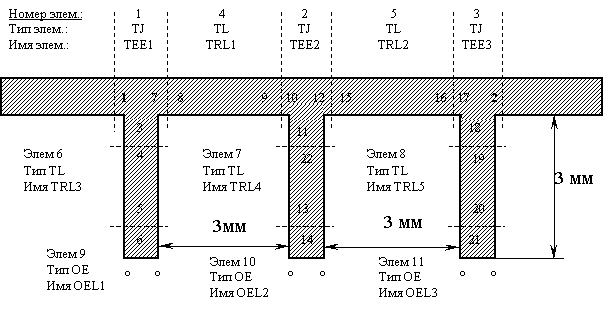 Номер элем.: 1 4 2 5 3
Тип элем.: TJ TL TJ TL TJ
Имя элем.: TEE1 TRL1 TEE2 TRL2 TEE3
1 7 8 9 10 12 15 16 17 2
3 11 18
Элем 6 4 Элем 7 22 Элем 8 19
Тип TL Тип TL Тип TL
Имя TRL3 Имя TRL4 Имя TRL5
3 мм
5 13 20
3мм 3 мм
6 14 21
Элем 9 Элем 10 Элем 11
Тип OE Тип OE Тип OE
Имя OEL1 Имя OEL2 Имя OEL3